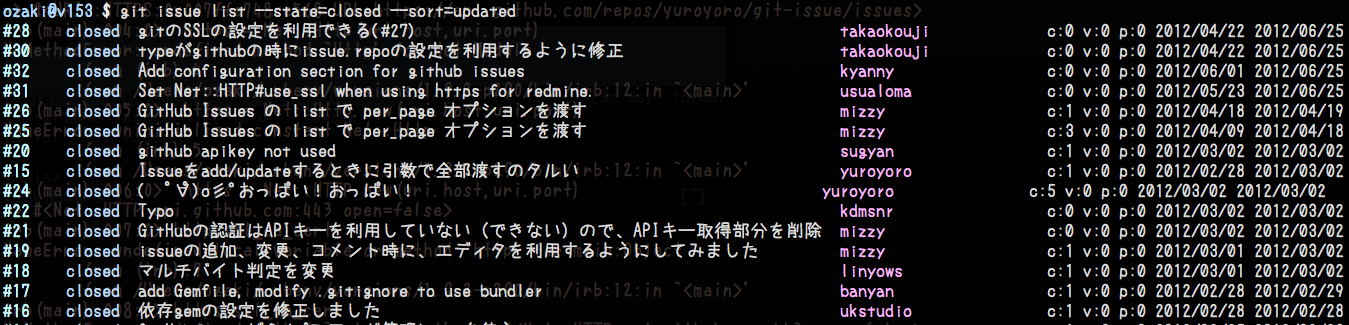 ozaki@v153 $ git issue list --state=closed --sort=updated
#28 closed gitのSSLの設定を利用できる(#27) takaokouji c:0 v:0 p:0 2012/04/22 2012/06/25
#30 closed typeがgithubの時にissue.repoの設定を利用するように修正 takaokouji c:0 v:0 p:0 2012/04/22 2012/06/25
#32 closed Add configuration section for github issues kyanny c:0 v:0 p:0 2012/06/01 2012/06/25
#31 closed Set Net::HTTP#use_ssl when using https for redmine. usualoma c:0 v:0 p:0 2012/05/23 2012/06/25
#26 closed GitHub Issues の list で per_page オプションを渡す mizzy c:1 v:0 p:0 2012/04/18 2012/04/19
#25 closed GitHub Issues の list で per_page オプションを渡す mizzy c:3 v:0 p:0 2012/04/09 2012/04/18
#20 closed github apikey not used sugyan c:1 v:0 p:0 2012/03/02 2012/03/02
#15 closed Issueをadd/updateするときに引数で全部渡すのタルい yuroyoro c:1 v:0 p:0 2012/02/28 2012/03/02
#24 closed ( ﾟ∀ﾟ)o彡ﾟおっぱい！おっぱい！ yuroyoro c:5 v:0 p:0 2012/03/02 2012/03/02
#22 closed Typo kdmsnr c:1 v:0 p:0 2012/03/02 2012/03/02
#21 closed GitHubの認証はAPIキーを利用していない（できない）ので、APIキー取得部分を削除 mizzy c:0 v:0 p:0 2012/03/02 2012/03/02
#19 closed issueの追加、変更、コメント時に、エディタを利用するようにしてみました mizzy c:1 v:0 p:0 2012/03/01 2012/03/02
#18 closed マルチバイト判定を変更 linyows c:1 v:0 p:0 2012/03/01 2012/03/02
#17 closed add Gemfile, modify .gitignore to use bundler banyan c:1 v:0 p:0 2012/02/28 2012/02/29
#16 closed 依存gemの設定を修正しました ukstudio c:1 v:0 p:0 2012/02/28 2012/02/28